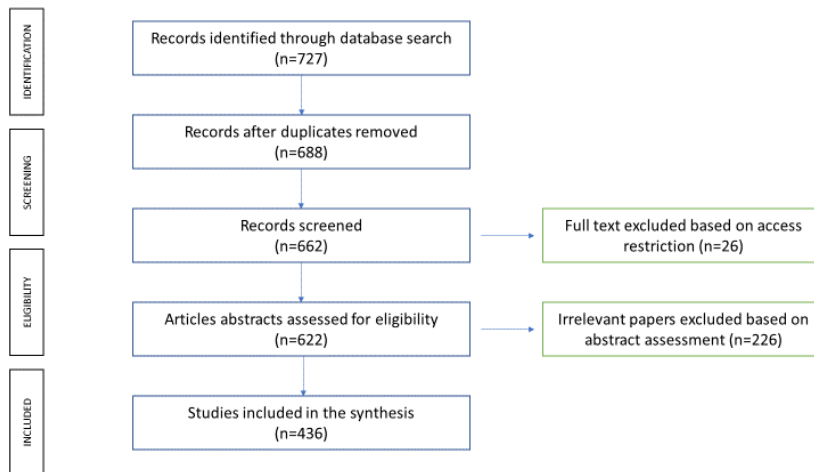 IDENTIFICATION
Records identified through database search
(n=727)
SCREENING
Records after duplicates removed
(n=688)
Records screened
(n=662)
Full text excluded based on access
restriction (n=26)
ELIGIBILITY
Articles abstracts assessed for eligibility
(n=622)
Irrelevant papers excluded based on
abstract assessment (n=226)
INCLUDED
Studies included in the synthesis
(n=436)